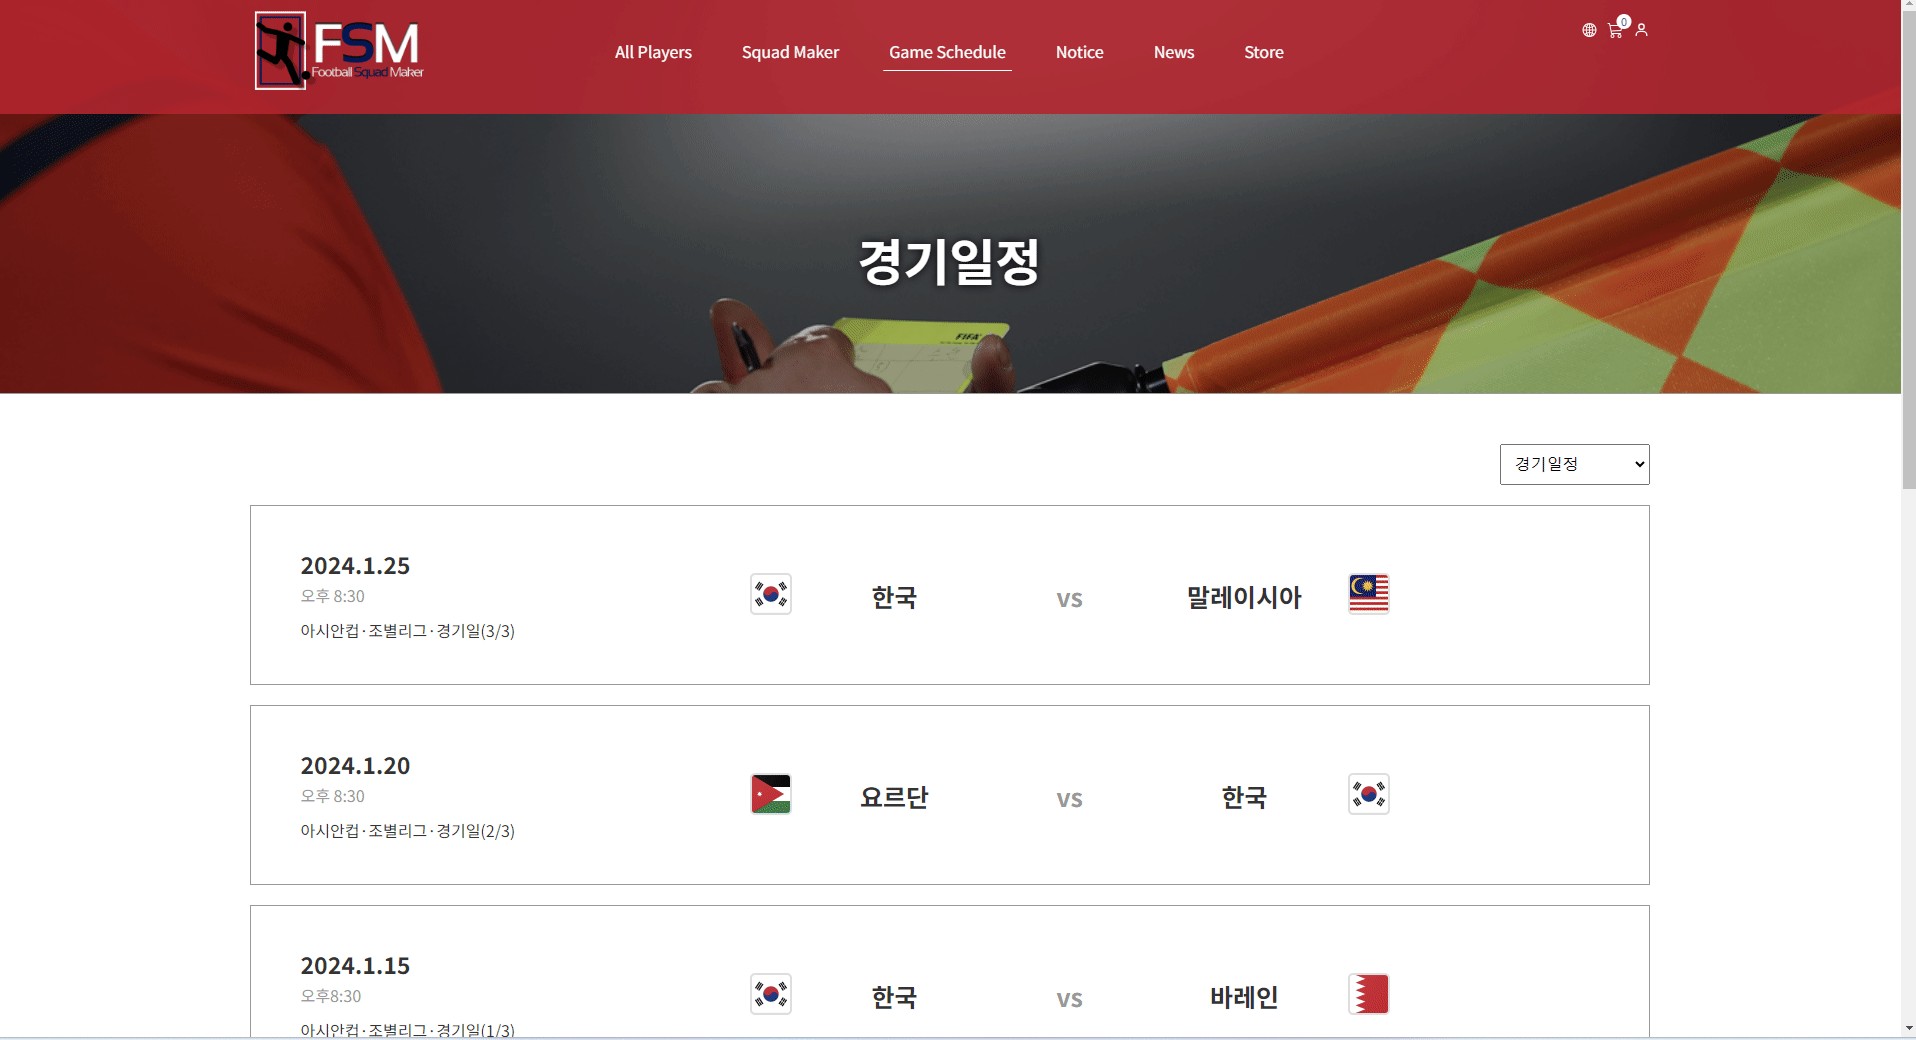 FSM
Football Squad Maker
All Players
Squad Maker
Game Schedule
Notice
News
Store
0
경기일정
FIFA
경기일정
2024.1.25
오후 8:30
아시안컵·조별리그·경기일(3/3)
한국
vs
말레이시아
2024.1.20
오후 8:30
아시안컵·조별리그·경기일(2/3)
요르단
vs
한국
2024.1.15
오후8:30
아시안컵·조별리그·경기일(1/3)
한국
vs
바레인